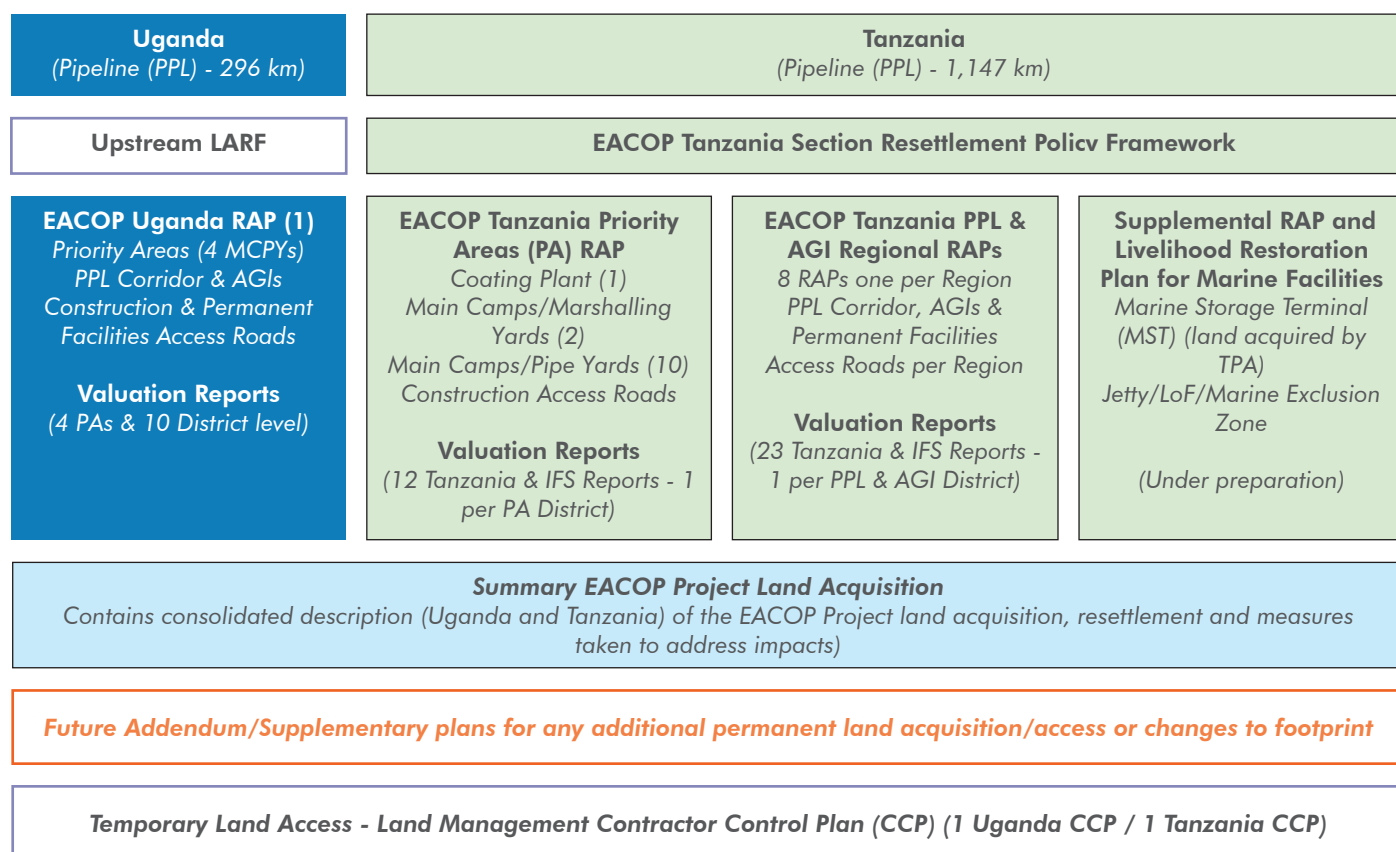 Uganda
(Pipeline (PPL) - 296 km)
Tanzania
(Pipeline (PPL) - 1,147 km)
Upstream LARF
EACOP Tanzania Section Resettlement Policy Framework
EACOP Uganda RAP (1)
Priority Areas (4 MCPYs)
PPL Corridor & AGIs
Construction & Permanent
Facilities Access Roads
Valuation Reports
(4 PAs & 10 District level)
EACOP Tanzania Priority
Areas (PA) RAP
Coating Plant (1)
Main Camps/Marshalling
Yards (2)
Main Camps/Pipe Yards (10)
Construction Access Roads
Valuation Reports
(12 Tanzania & IFS Reports - 1
per PA District)
EACOP Tanzania PPL &
AGI Regional RAPs
8 RAPs one per Region
PPL Corridor, AGIs &
Permanent Facilities
Access Roads per Region
Valuation Reports
(23 Tanzania & IFS Reports -
1 per PPL & AGI District)
Supplemental RAP and
Livelihood Restoration
Plan for Marine Facilities
Marine Storage Terminal
(MST) (land acquired by
TPA)
Jetty/LoF/Marine Exclusion
Zone
(Under preparation)
Summary EACOP Project Land Acquisition
Contains consolidated description (Uganda and Tanzania) of the EACOP Project land acquisition, resettlement and measures
taken to address impacts)
Future Addendum/Supplementary plans for any additional permanent land acquisition/access or changes to footprint
Temporary Land Access - Land Management Contractor Control Plan (CCP) (1 Uganda CCP / 1 Tanzania CCP)